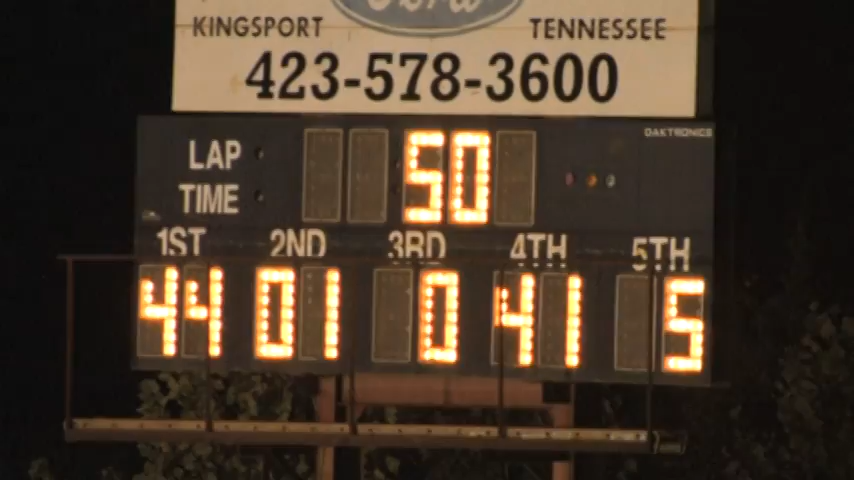 Ford
KINGSPORT TENNESSEE
423-578-3600
DAKTRONICS
LAP
TIME
50
1ST 2ND 3RD 4TH 5TH
44 01 0 41 5